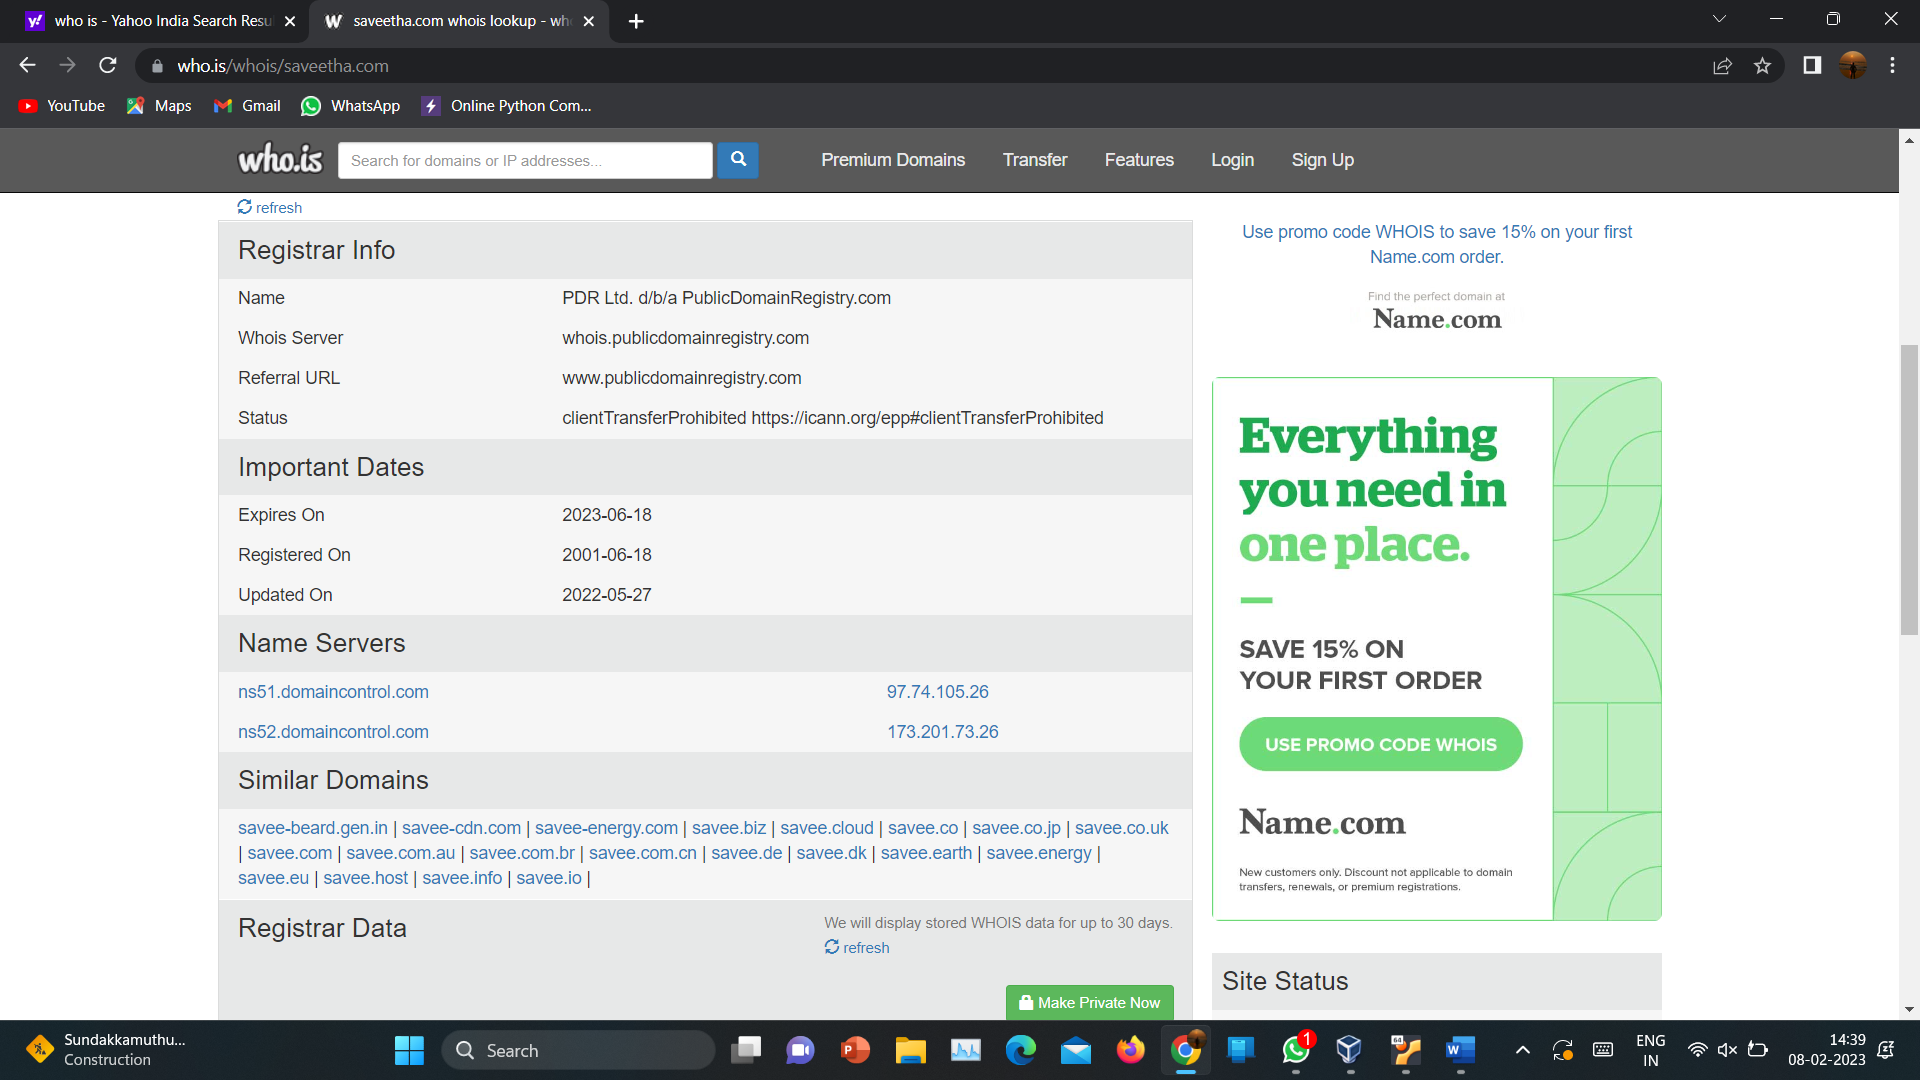 who is - Yahoo India Search Resu
saveetha.com whois lookup - who
who.is/whois/saveetha.com
YouTube
Maps
Gmail
WhatsApp
Online Python Com...
who.is
Search for domains or IP addresses...
Premium Domains
Transfer
Features
Login
Sign Up
refresh
Registrar Info
Name PDR Ltd. d/b/a PublicDomainRegistry.com
Whois Server whois.publicdomainregistry.com
Referral URL www.publicdomainregistry.com
Status clientTransferProhibited https://icann.org/epp#clientTransferProhibited
Important Dates
Expires On 2023-06-18
Registered On 2001-06-18
Updated On 2022-05-27
Name Servers
ns51.domaincontrol.com 97.74.105.26
ns52.domaincontrol.com 173.201.73.26
Similar Domains
savee-beard.gen.in | savee-cdn.com | savee-energy.com | savee.biz | savee.cloud | savee.co | savee.co.jp | savee.co.uk
| savee.com | savee.com.au | savee.com.br | savee.com.cn | savee.de | savee.dk | savee.earth | savee.energy |
savee.eu | savee.host | savee.info | savee.io |
Registrar Data
We will display stored WHOIS data for up to 30 days.
refresh
Make Private Now
Use promo code WHOIS to save 15% on your first
Name.com order.
Find the perfect domain at
Name.com
Everything
you need in
one place.
SAVE 15% ON
YOUR FIRST ORDER
USE PROMO CODE WHOIS
Name.com
New customers only. Discount not applicable to domain
transfers, renewals, or premium registrations.
Site Status
Sundakkamuthu...
Construction
Search
1
64
ENG
IN
14:39
08-02-2023